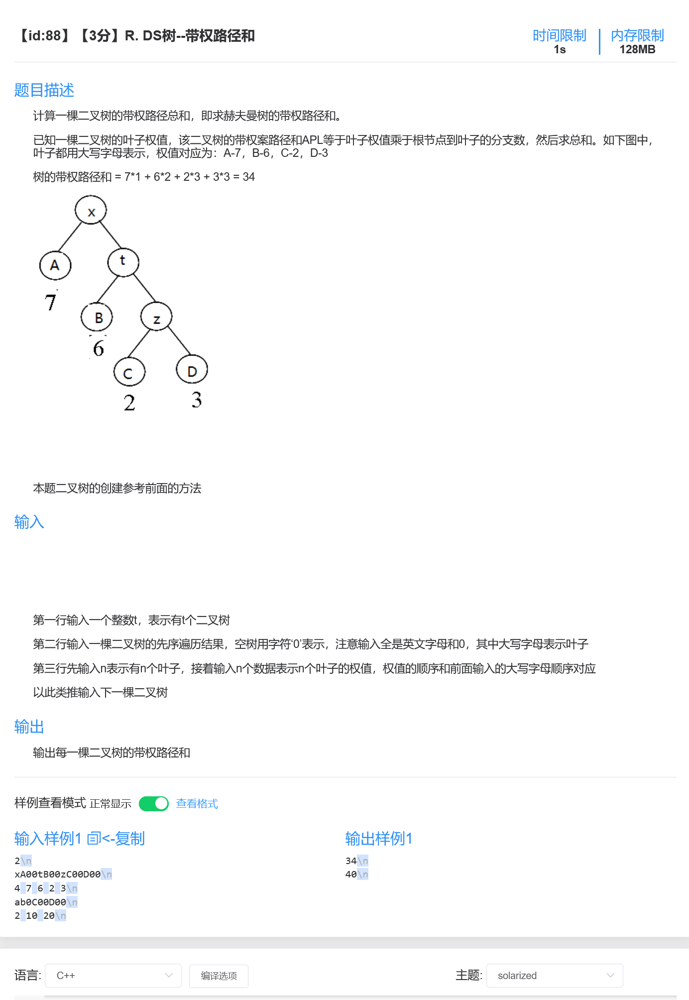 【id:88】【3分】R. DS树--带权路径和
时间限制
1s
内存限制
128MB
题目描述
计算一棵二叉树的带权路径总和，即求赫夫曼树的带权路径和。
已知一棵二叉树的叶子权值，该二叉树的带权案路径和APL等于叶子权值乘于根节点到叶子的分支数，然后求总和。如下图中，
叶子都用大写字母表示，权值对应为：A-7，B-6，C-2，D-3
树的带权路径和 = 7*1 + 6*2 + 2*3 + 3*3 = 34
x
A
t
7
B
z
6
C
D
2
3
本题二叉树的创建参考前面的方法
输入
第一行输入一个整数t，表示有t个二叉树
第二行输入一棵二叉树的先序遍历结果，空树用字符‘0’表示，注意输入全是英文字母和0，其中大写字母表示叶子
第三行先输入n表示有n个叶子，接着输入n个数据表示n个叶子的权值，权值的顺序和前面输入的大写字母顺序对应
以此类推输入下一棵二叉树
输出
输出每一棵二叉树的带权路径和
样例查看模式 正常显示 查看格式
输入样例1 <-复制
2\n
xA00tB00zC00D00\n
4 7 6 2 3\n
ab0C00D00\n
2 10 20\n
输出样例1
34\n
40\n
语言: C++ 编译选项
主题: solarized